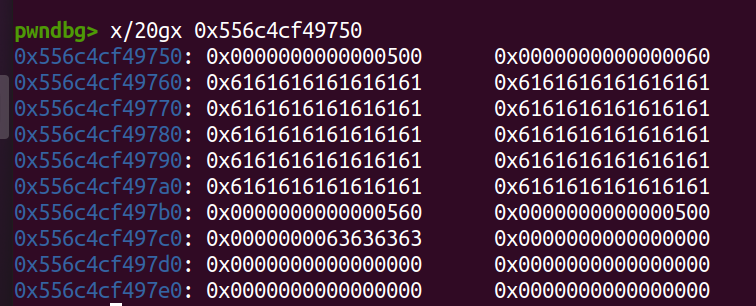 pwndbg> x/20gx 0x556c4cf49750
0x556c4cf49750: 0x0000000000000500 0x0000000000000060
0x556c4cf49760: 0x6161616161616161 0x6161616161616161
0x556c4cf49770: 0x6161616161616161 0x6161616161616161
0x556c4cf49780: 0x6161616161616161 0x6161616161616161
0x556c4cf49790: 0x6161616161616161 0x6161616161616161
0x556c4cf497a0: 0x6161616161616161 0x6161616161616161
0x556c4cf497b0: 0x0000000000000560 0x0000000000000500
0x556c4cf497c0: 0x0000000063636363 0x0000000000000000
0x556c4cf497d0: 0x0000000000000000 0x0000000000000000
0x556c4cf497e0: 0x0000000000000000 0x0000000000000000